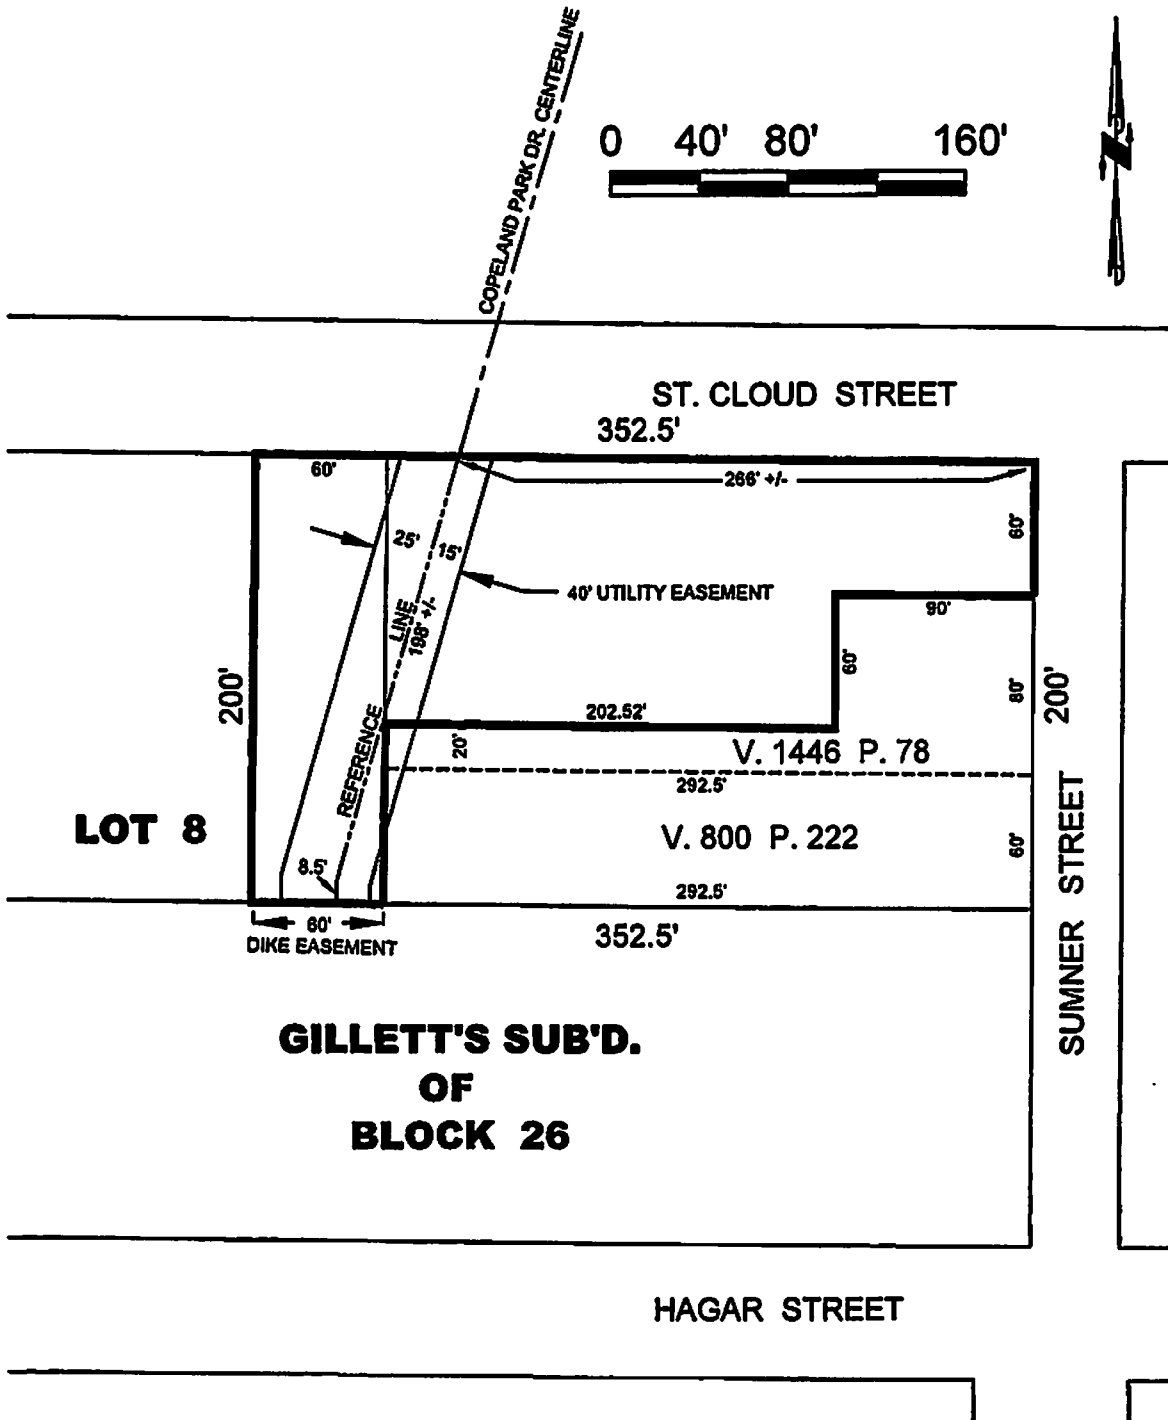 COPELAND PARK DR. CENTERLINE
0 40' 80' 160'
N
ST. CLOUD STREET
352.5'
60'
266' +/-
60'
25'
15'
40' UTILITY EASEMENT
90'
LINE
198' +/-
60'
200'
80'
200'
202.52'
REFERENCE
20'
V. 1446 P. 78
292.5'
LOT 8
V. 800 P. 222
60'
8.5'
292.5'
60'
DIKE EASEMENT
352.5'
SUMNER STREET
GILLETT'S SUB'D.
OF
BLOCK 26
HAGAR STREET